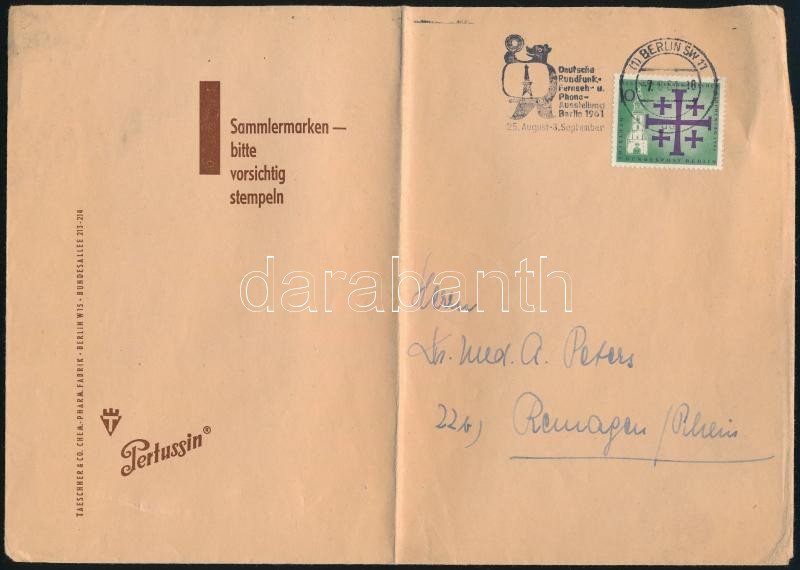 Sammlermarken —
bitte
vorsichtig
stempeln
TAESCHNER & CO. CHEM.-PHARM. FABRIK · BERLIN W 15 · BUNDESALLEE 213-214
T
Pertussin®
Deutsche
Rundfunk-
Fernseh- u.
Phono-
Ausstellung
Berlin 1961
25. August-3. September
(1) BERLIN SW 11
10
DEUTSCHE BUNDESPOST BERLIN
darabanth
Herrn
Dr. Med. A. Peters
22b, Remagen / Rhein